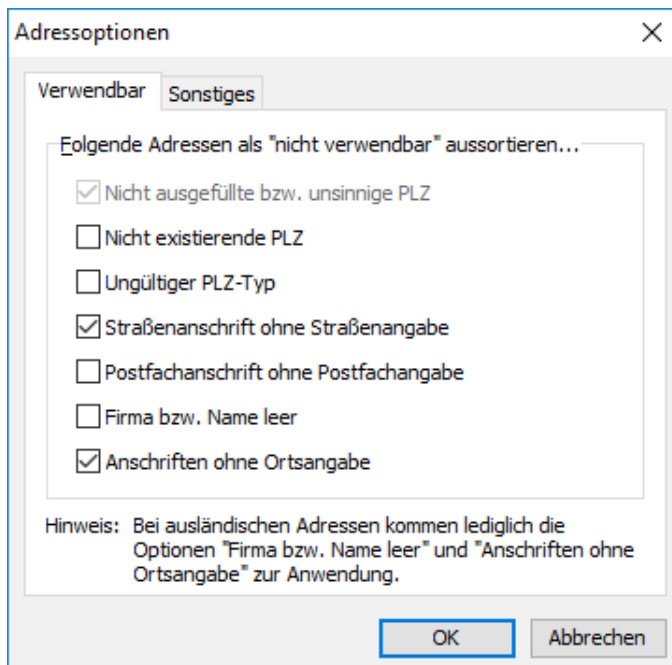 Adressoptionen
Verwendbar
Sonstiges
Folgende Adressen als "nicht verwendbar" aussortieren...
Nicht ausgefüllte bzw. unsinnige PLZ
Nicht existierende PLZ
Ungültiger PLZ-Typ
Straßenanschrift ohne Straßenangabe
Postfachanschrift ohne Postfachangabe
Firma bzw. Name leer
Anschriften ohne Ortsangabe
Hinweis: Bei ausländischen Adressen kommen lediglich die
Optionen "Firma bzw. Name leer" und "Anschriften ohne
Ortsangabe" zur Anwendung.
OK
Abbrechen